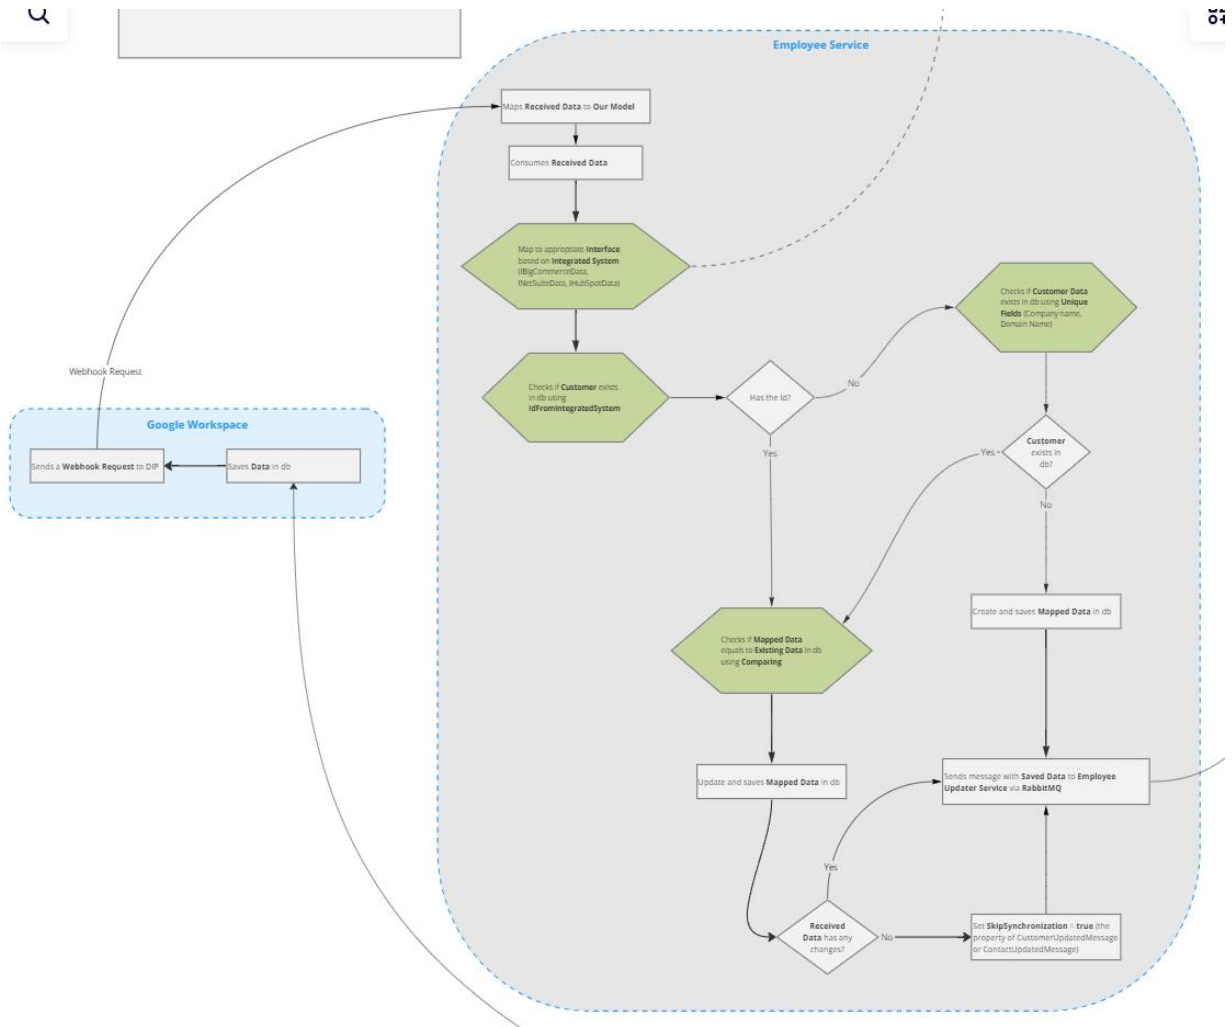 Employee Service
Maps Received Data to Our Model
Consumes Received Data
Map to appropriate Interface
based on Integrated System
(IBigCommerceData,
INetSuiteData, IHubSpotData)
Checks if Customer Data
exists in db using Unique
Fields (Company name,
Domain Name)
Webhook Request
Checks if Customer exists
in db using
IdFromIntegratedSystem
Has the Id?
No
Google Workspace
Sends a Webhook Request to DIP
Saves Data in db
Yes
Customer
exists in
db?
Yes
No
Create and saves Mapped Data in db
Checks if Mapped Data
equals to Existing Data in db
using Comparing
Update and saves Mapped Data in db
Sends message with Saved Data to Employee
Updater Service via RabbitMQ
Yes
Received
Data has any
changes?
No
Set SkipSynchronization = true (the
property of CustomerUpdatedMessage
or ContactUpdatedMessage)